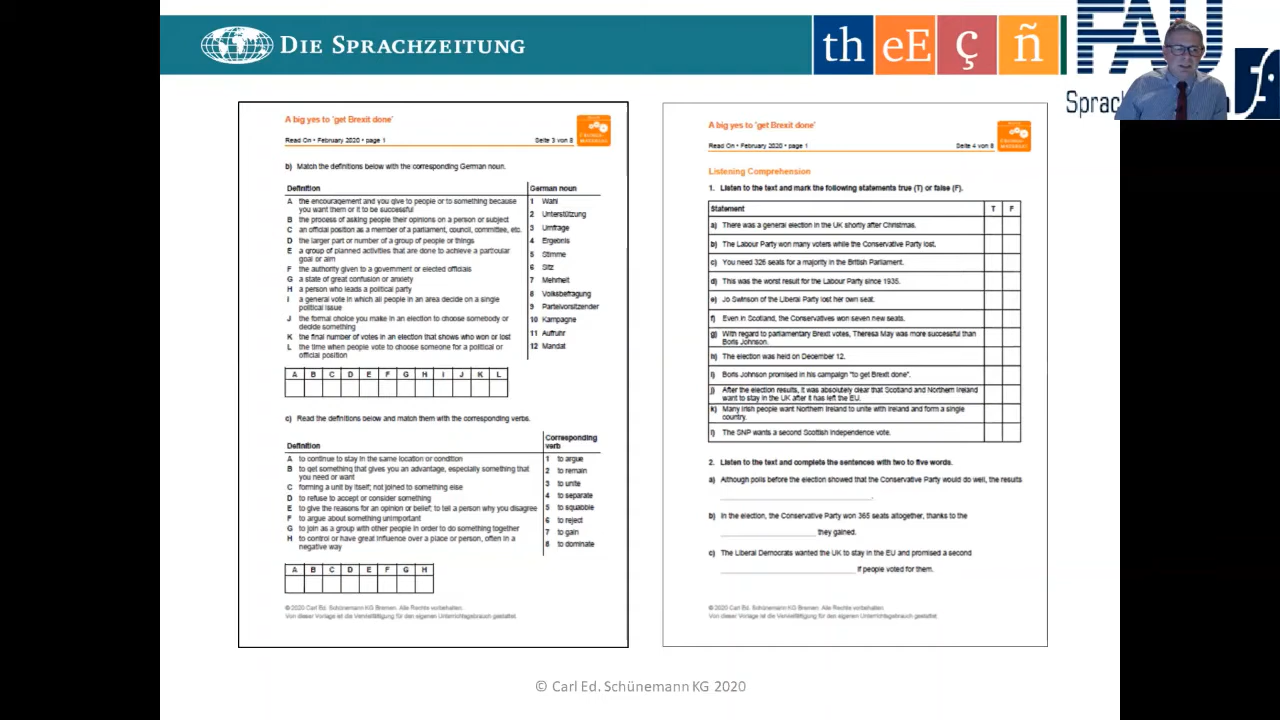 DIE SPRACHZEITUNG
th eE ç ñ
FAU
Sprac
A big yes to 'get Brexit done'
Read On • February 2020 • page 1
Seite 3 von 8
b) Match the definitions below with the corresponding German noun.
Definition
German noun
A the encouragement and you give to people or to something because
you want them or it to be successful
B the process of asking people their opinions on a person or subject
C an official position as a member of a parliament, council, committee, etc.
D the larger part or number of a group of people or things
E a group of planned activities that are done to achieve a particular
goal or aim
F the authority given to a government or elected officials
G a state of great confusion or anxiety
H a person who leads a political party
I a general vote in which all people in an area decide on a single
political issue
J the formal choice you make in an election to choose somebody or
decide something
K the final number of votes in an election that shows who won or lost
L the time when people vote to choose someone for a political or
official position
1 Wahl
2 Unterstützung
3 Umfrage
4 Ergebnis
5 Stimme
6 Sitz
7 Mehrheit
8 Volksbefragung
9 Parteivorsitzender
10 Kampagne
11 Aufruhr
12 Mandat
A B C D E F G H I J K L
c) Read the definitions below and match them with the corresponding verbs.
Definition
Corresponding
verb
A to continue to stay in the same location or condition
B to get something that gives you an advantage, especially something that
you need or want
C forming a unit by itself; not joined to something else
D to refuse to accept or consider something
E to give the reasons for an opinion or belief; to tell a person why you disagree
F to argue about something unimportant
G to join as a group with other people in order to do something together
H to control or have great influence over a place or person, often in a
negative way
1 to argue
2 to remain
3 to unite
4 to separate
5 to squabble
6 to reject
7 to gain
8 to dominate
A B C D E F G H
© 2020 Carl Ed. Schünemann KG Bremen. Alle Rechte vorbehalten.
Von dieser Vorlage ist die Vervielfältigung für den eigenen Unterrichtsgebrauch gestattet.
A big yes to 'get Brexit done'
Read On • February 2020 • page 1
Seite 4 von 8
Listening Comprehension
1. Listen to the text and mark the following statements true (T) or false (F).
Statement T F
a) There was a general election in the UK shortly after Christmas.
b) The Labour Party won many voters while the Conservative Party lost.
c) You need 326 seats for a majority in the British Parliament.
d) This was the worst result for the Labour Party since 1935.
e) Jo Swinson of the Liberal Party lost her own seat.
f) Even in Scotland, the Conservatives won seven new seats.
g) With regard to parliamentary Brexit votes, Theresa May was more successful than
Boris Johnson.
h) The election was held on December 12.
i) Boris Johnson promised in his campaign "to get Brexit done".
j) After the election results, it was absolutely clear that Scotland and Northern Ireland
want to stay in the UK after it has left the EU.
k) Many Irish people want Northern Ireland to unite with Ireland and form a single
country.
l) The SNP wants a second Scottish independence vote.
2. Listen to the text and complete the sentences with two to five words.
a) Although polls before the election showed that the Conservative Party would do well, the results
.
b) In the election, the Conservative Party won 365 seats altogether, thanks to the
they gained.
c) The Liberal Democrats wanted the UK to stay in the EU and promised a second
if people voted for them.
© 2020 Carl Ed. Schünemann KG Bremen. Alle Rechte vorbehalten.
Von dieser Vorlage ist die Vervielfältigung für den eigenen Unterrichtsgebrauch gestattet.
© Carl Ed. Schünemann KG 2020